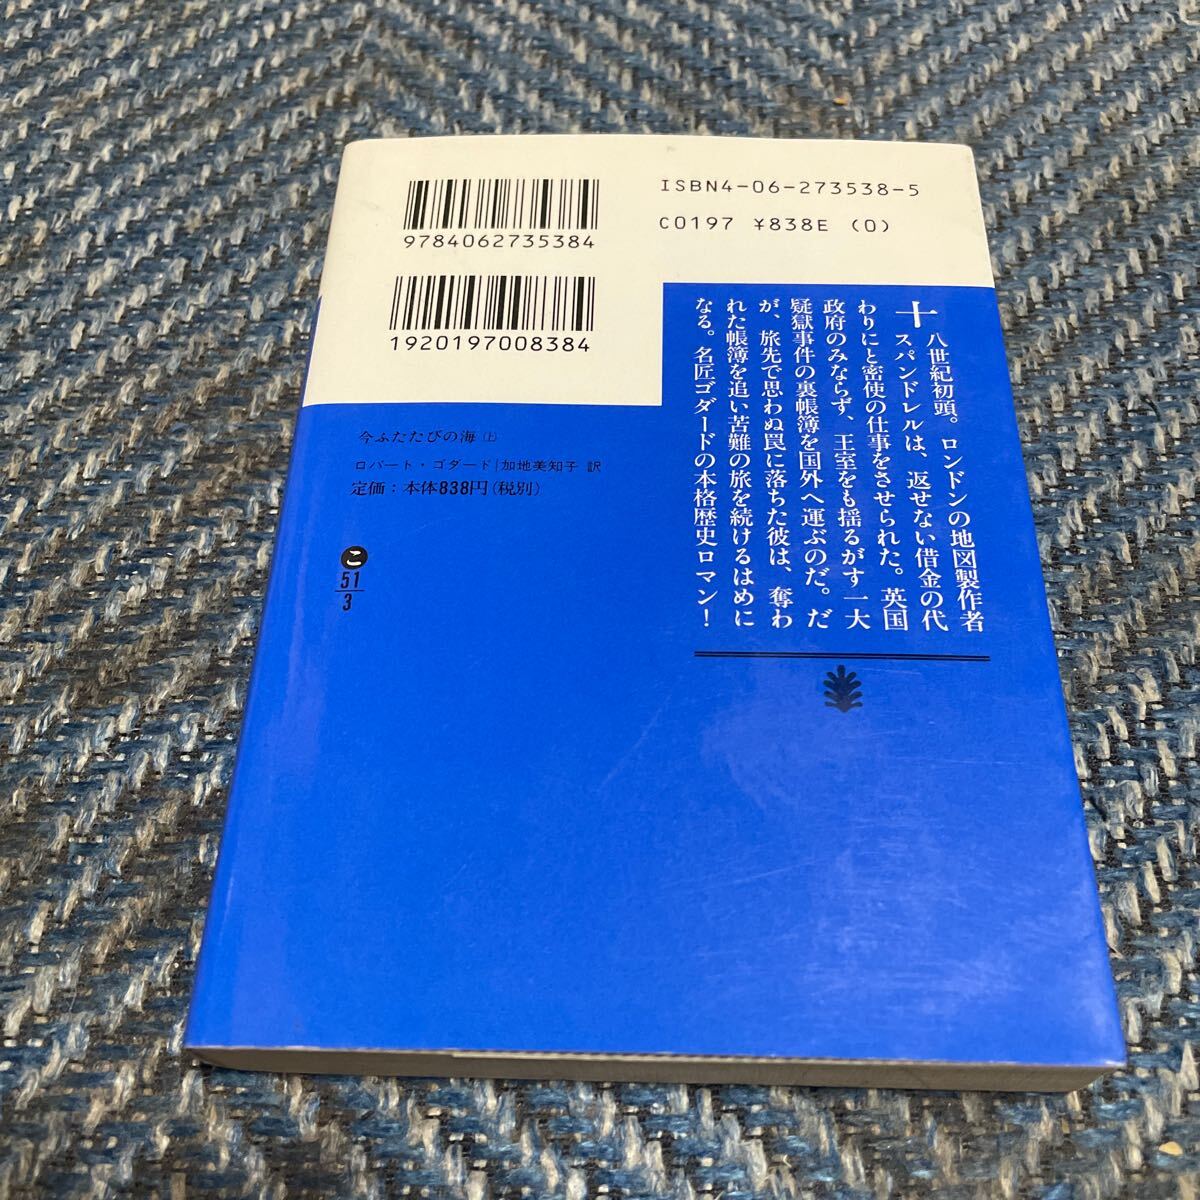 ISBN4-06-273538-5
C0197 ¥838E (0)
9784062735384
1920197008384
十八世紀初頭。ロンドンの地図製作者
スパンドレルは、返せない借金の代
わりにと密使の仕事をさせられた。英国
政府のみならず、王室をも揺るがす一大
疑獄事件の裏帳簿を国外へ運ぶのだ。だ
が、旅先で思わぬ罠に落ちた彼は、奪わ
れた帳簿を追い苦難の旅を続けるはめに
なる。名匠ゴダードの本格歴史ロマン！
今ふたたびの海（上）
ロバート・ゴダード｜加地美知子 訳
定価：本体838円（税別）
こ
51
3